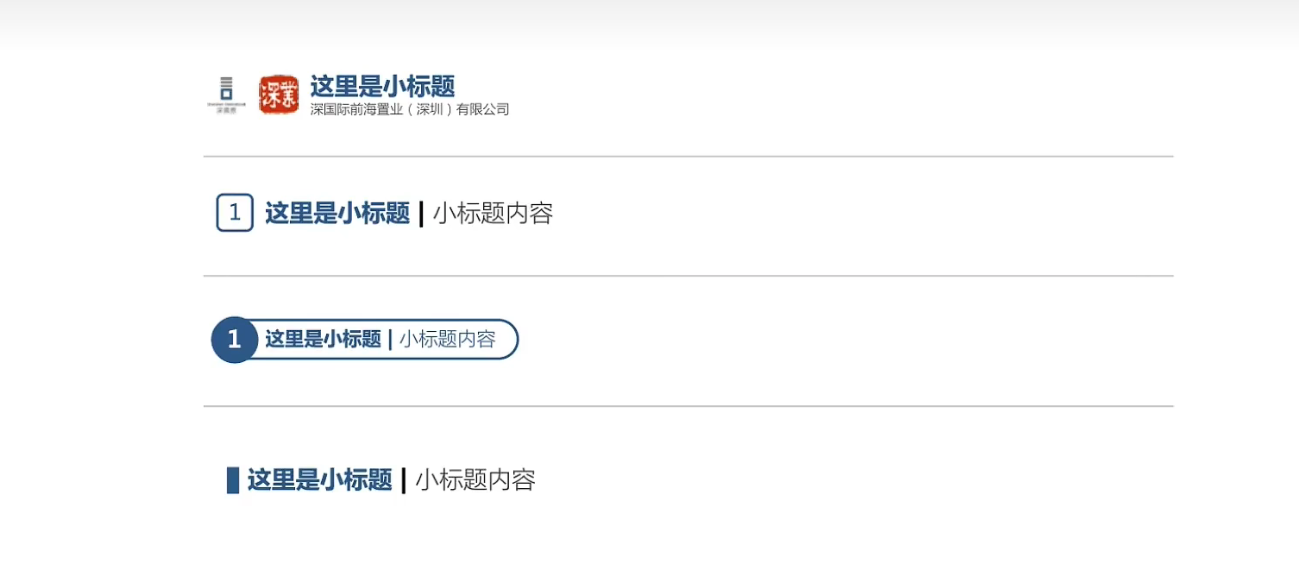 深業
这里是小标题
深国际前海置业（深圳）有限公司
1 这里是小标题 | 小标题内容
1 这里是小标题 | 小标题内容
这里是小标题 | 小标题内容